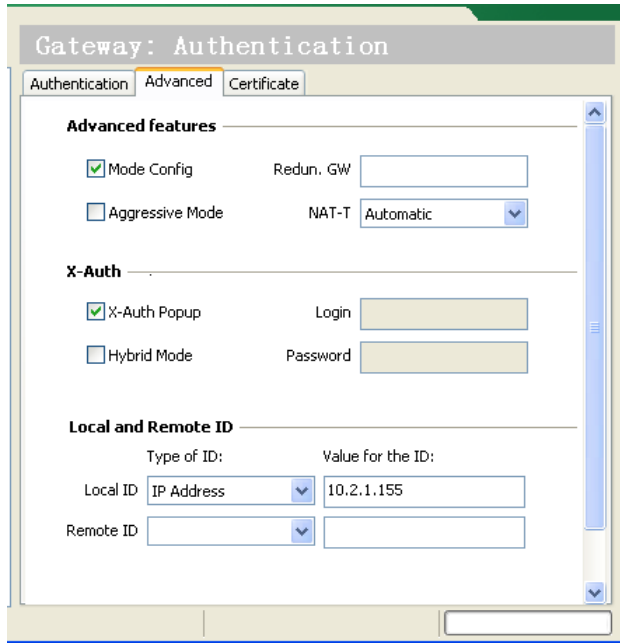 Gateway: Authentication
Authentication Advanced Certificate
Advanced features
Mode Config Redun. GW
Aggressive Mode NAT-T Automatic
X-Auth
X-Auth Popup Login
Hybrid Mode Password
Local and Remote ID
Type of ID: Value for the ID:
Local ID IP Address 10.2.1.155
Remote ID